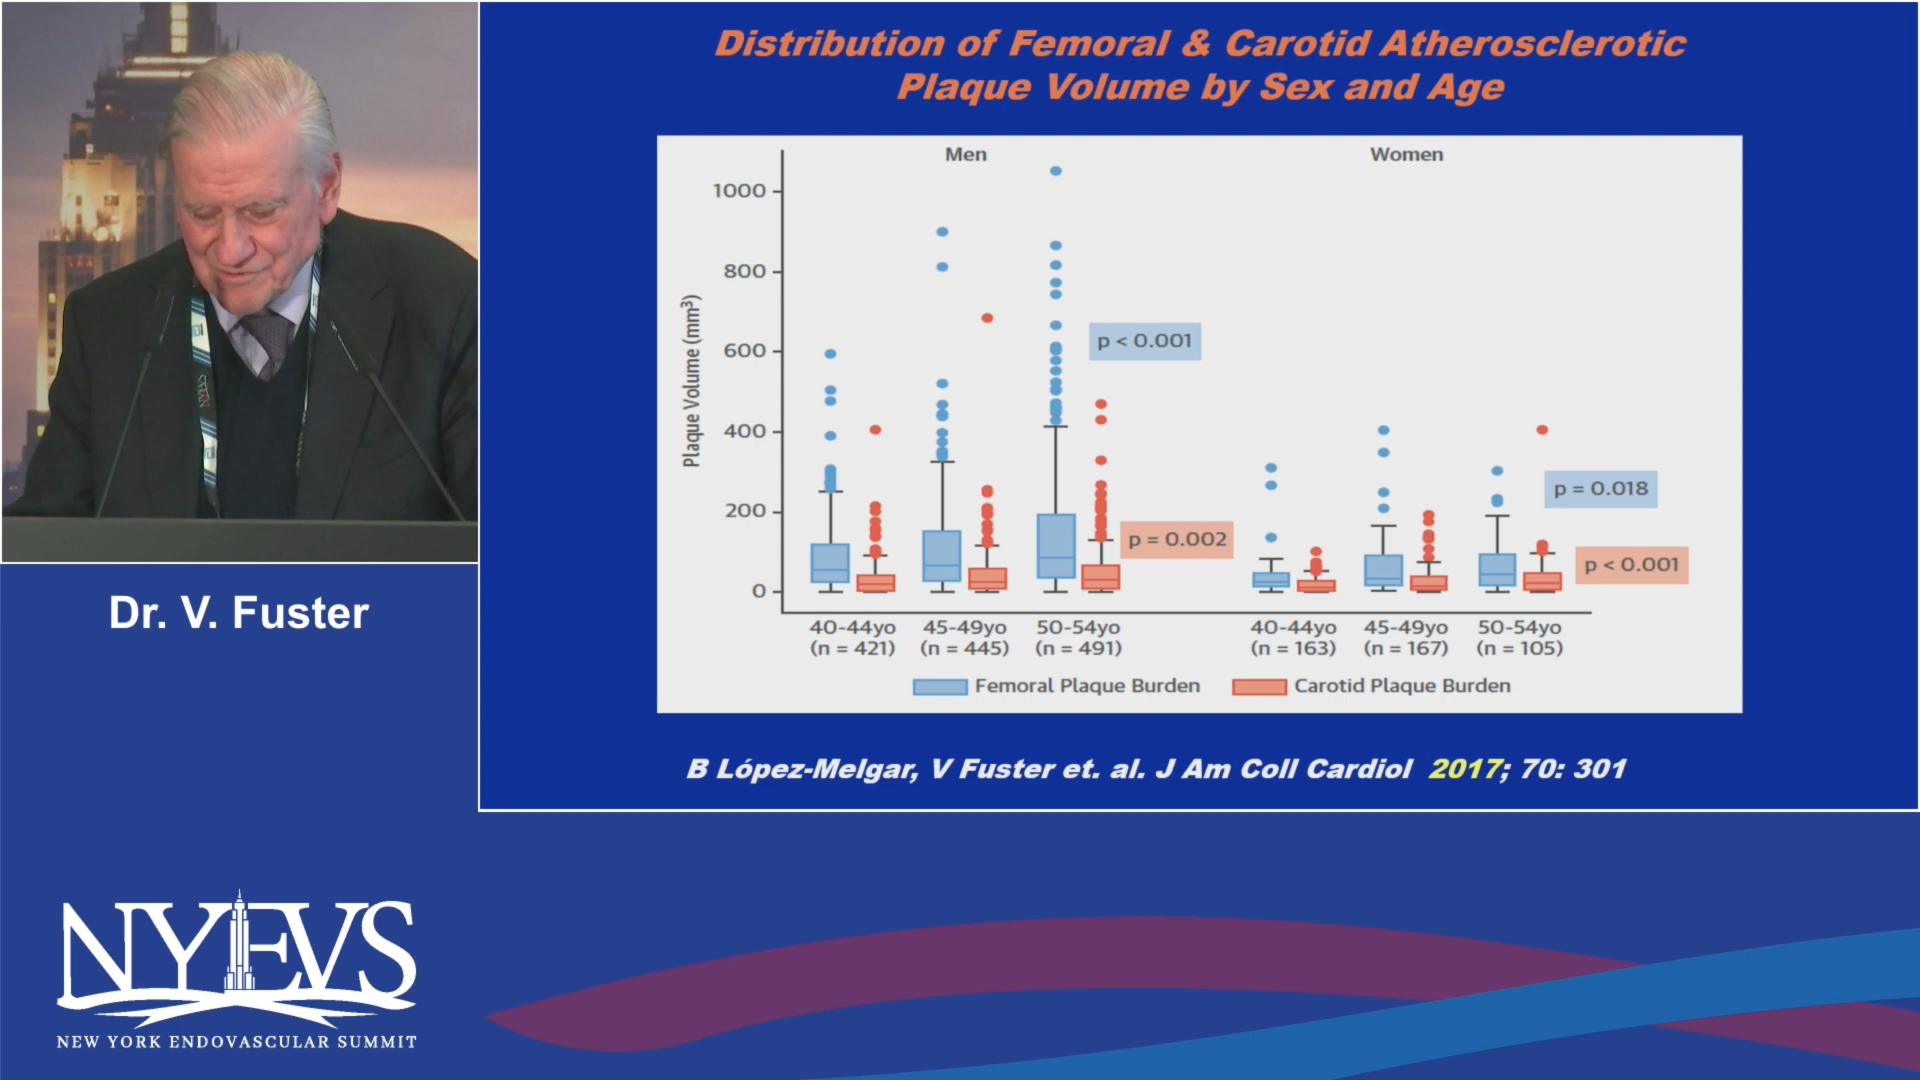 Distribution of Femoral & Carotid Atherosclerotic
Plaque Volume by Sex and Age
Men
Women
Plaque Volume (mm³)
1000
800
600
400
200
0
p < 0.001
p = 0.002
p = 0.018
p < 0.001
40-44yo
(n = 421)
45-49yo
(n = 445)
50-54yo
(n = 491)
40-44yo
(n = 163)
45-49yo
(n = 167)
50-54yo
(n = 105)
Femoral Plaque Burden
Carotid Plaque Burden
B López-Melgar, V Fuster et. al. J Am Coll Cardiol 2017; 70: 301
Dr. V. Fuster
NYEVS
NEW YORK ENDOVASCULAR SUMMIT
NYEVS